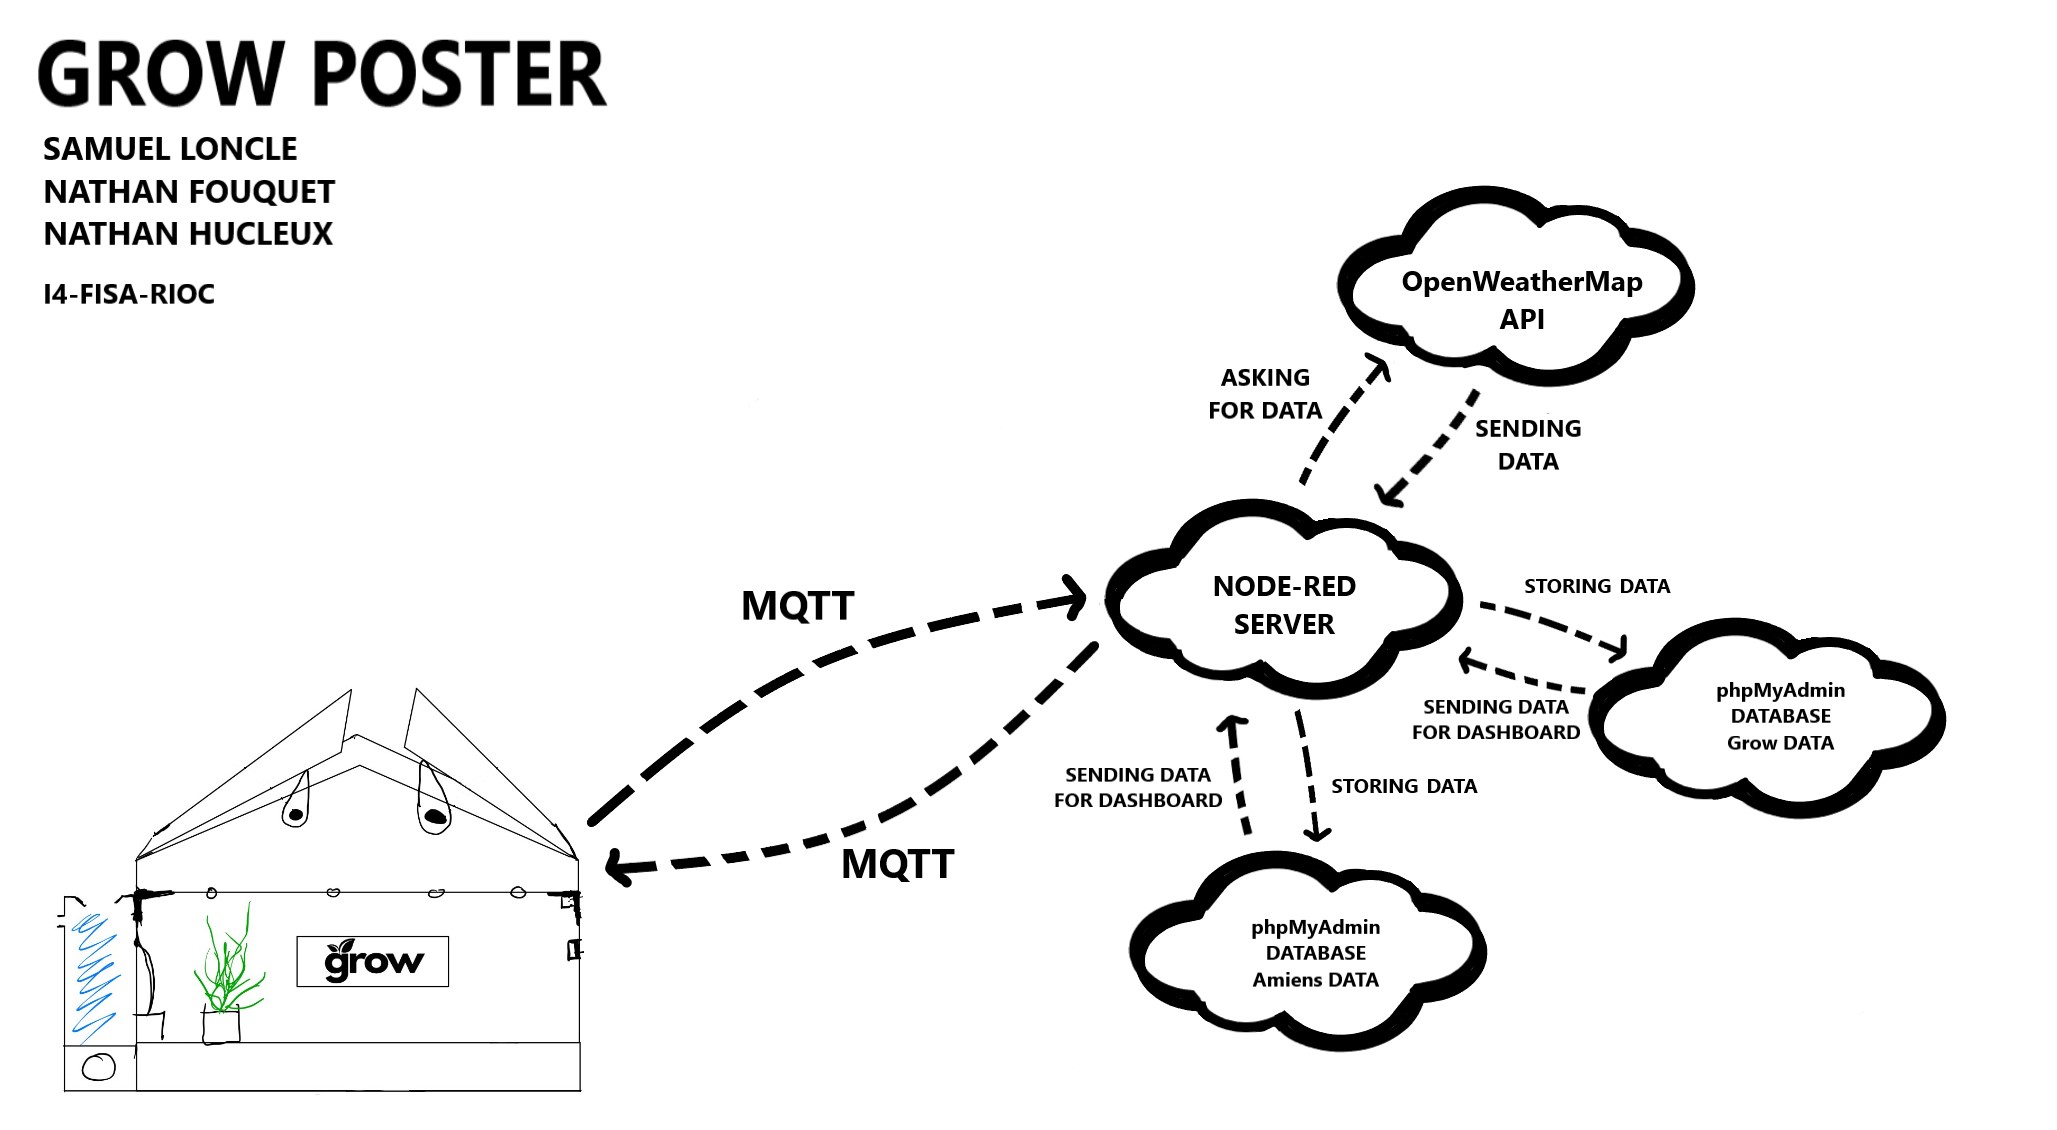 GROW POSTER
SAMUEL LONCLE
NATHAN FOUQUET
NATHAN HUCLEUX
I4-FISA-RIOC
OpenWeatherMap
API
ASKING
FOR DATA
SENDING
DATA
NODE-RED
SERVER
MQTT
MQTT
STORING DATA
SENDING DATA
FOR DASHBOARD
phpMyAdmin
DATABASE
Grow DATA
SENDING DATA
FOR DASHBOARD
STORING DATA
phpMyAdmin
DATABASE
Amiens DATA
grow